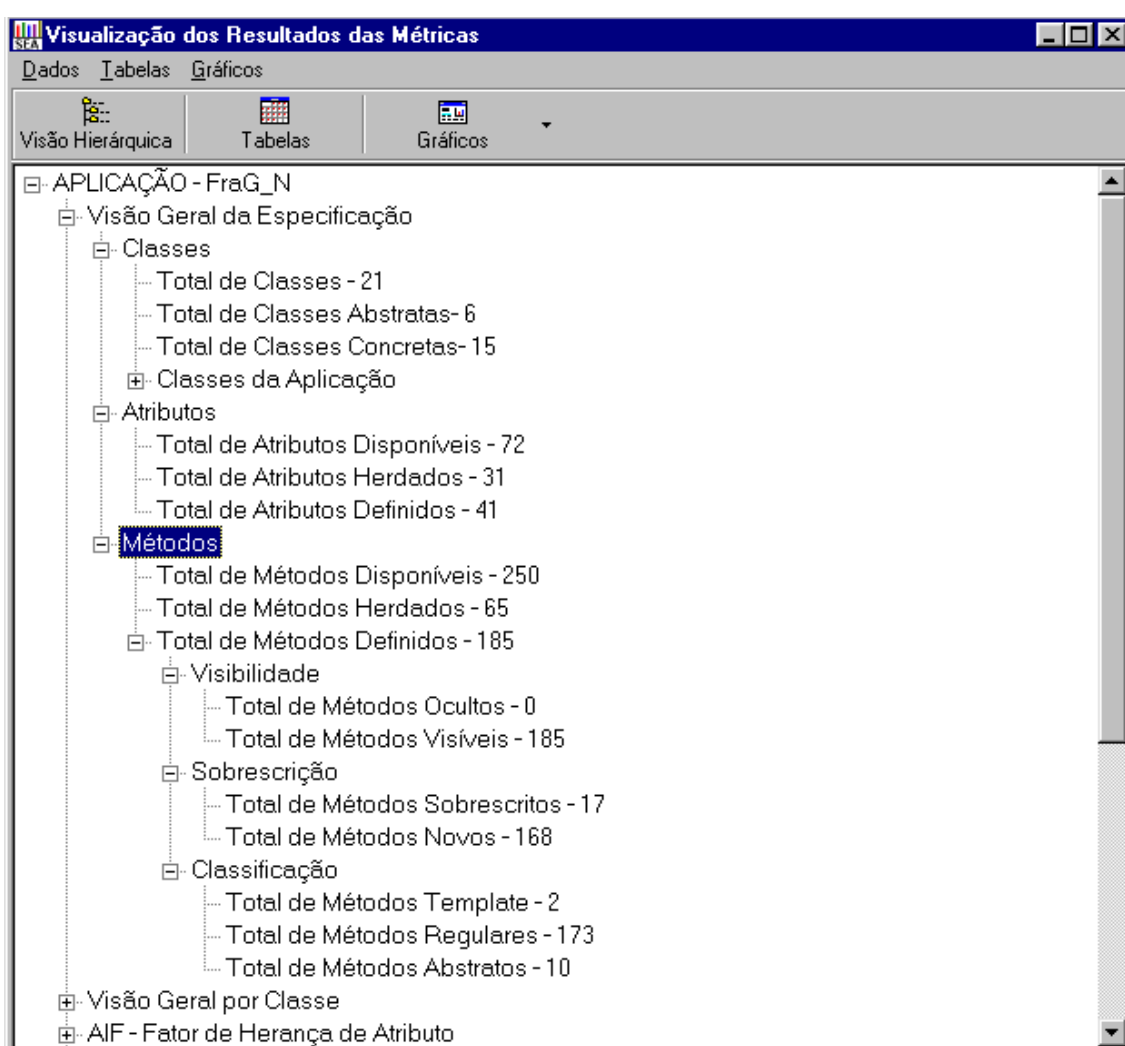 SEA Visualização dos Resultados das Métricas
Dados Tabelas Gráficos
Visão Hierárquica Tabelas Gráficos
APLICAÇÃO - FraG_N
Visão Geral da Especificação
Classes
Total de Classes - 21
Total de Classes Abstratas- 6
Total de Classes Concretas- 15
Classes da Aplicação
Atributos
Total de Atributos Disponíveis - 72
Total de Atributos Herdados - 31
Total de Atributos Definidos - 41
Métodos
Total de Métodos Disponíveis - 250
Total de Métodos Herdados - 65
Total de Métodos Definidos - 185
Visibilidade
Total de Métodos Ocultos - 0
Total de Métodos Visíveis - 185
Sobrescrição
Total de Métodos Sobrescritos - 17
Total de Métodos Novos - 168
Classificação
Total de Métodos Template - 2
Total de Métodos Regulares - 173
Total de Métodos Abstratos - 10
Visão Geral por Classe
AIF - Fator de Herança de Atributo